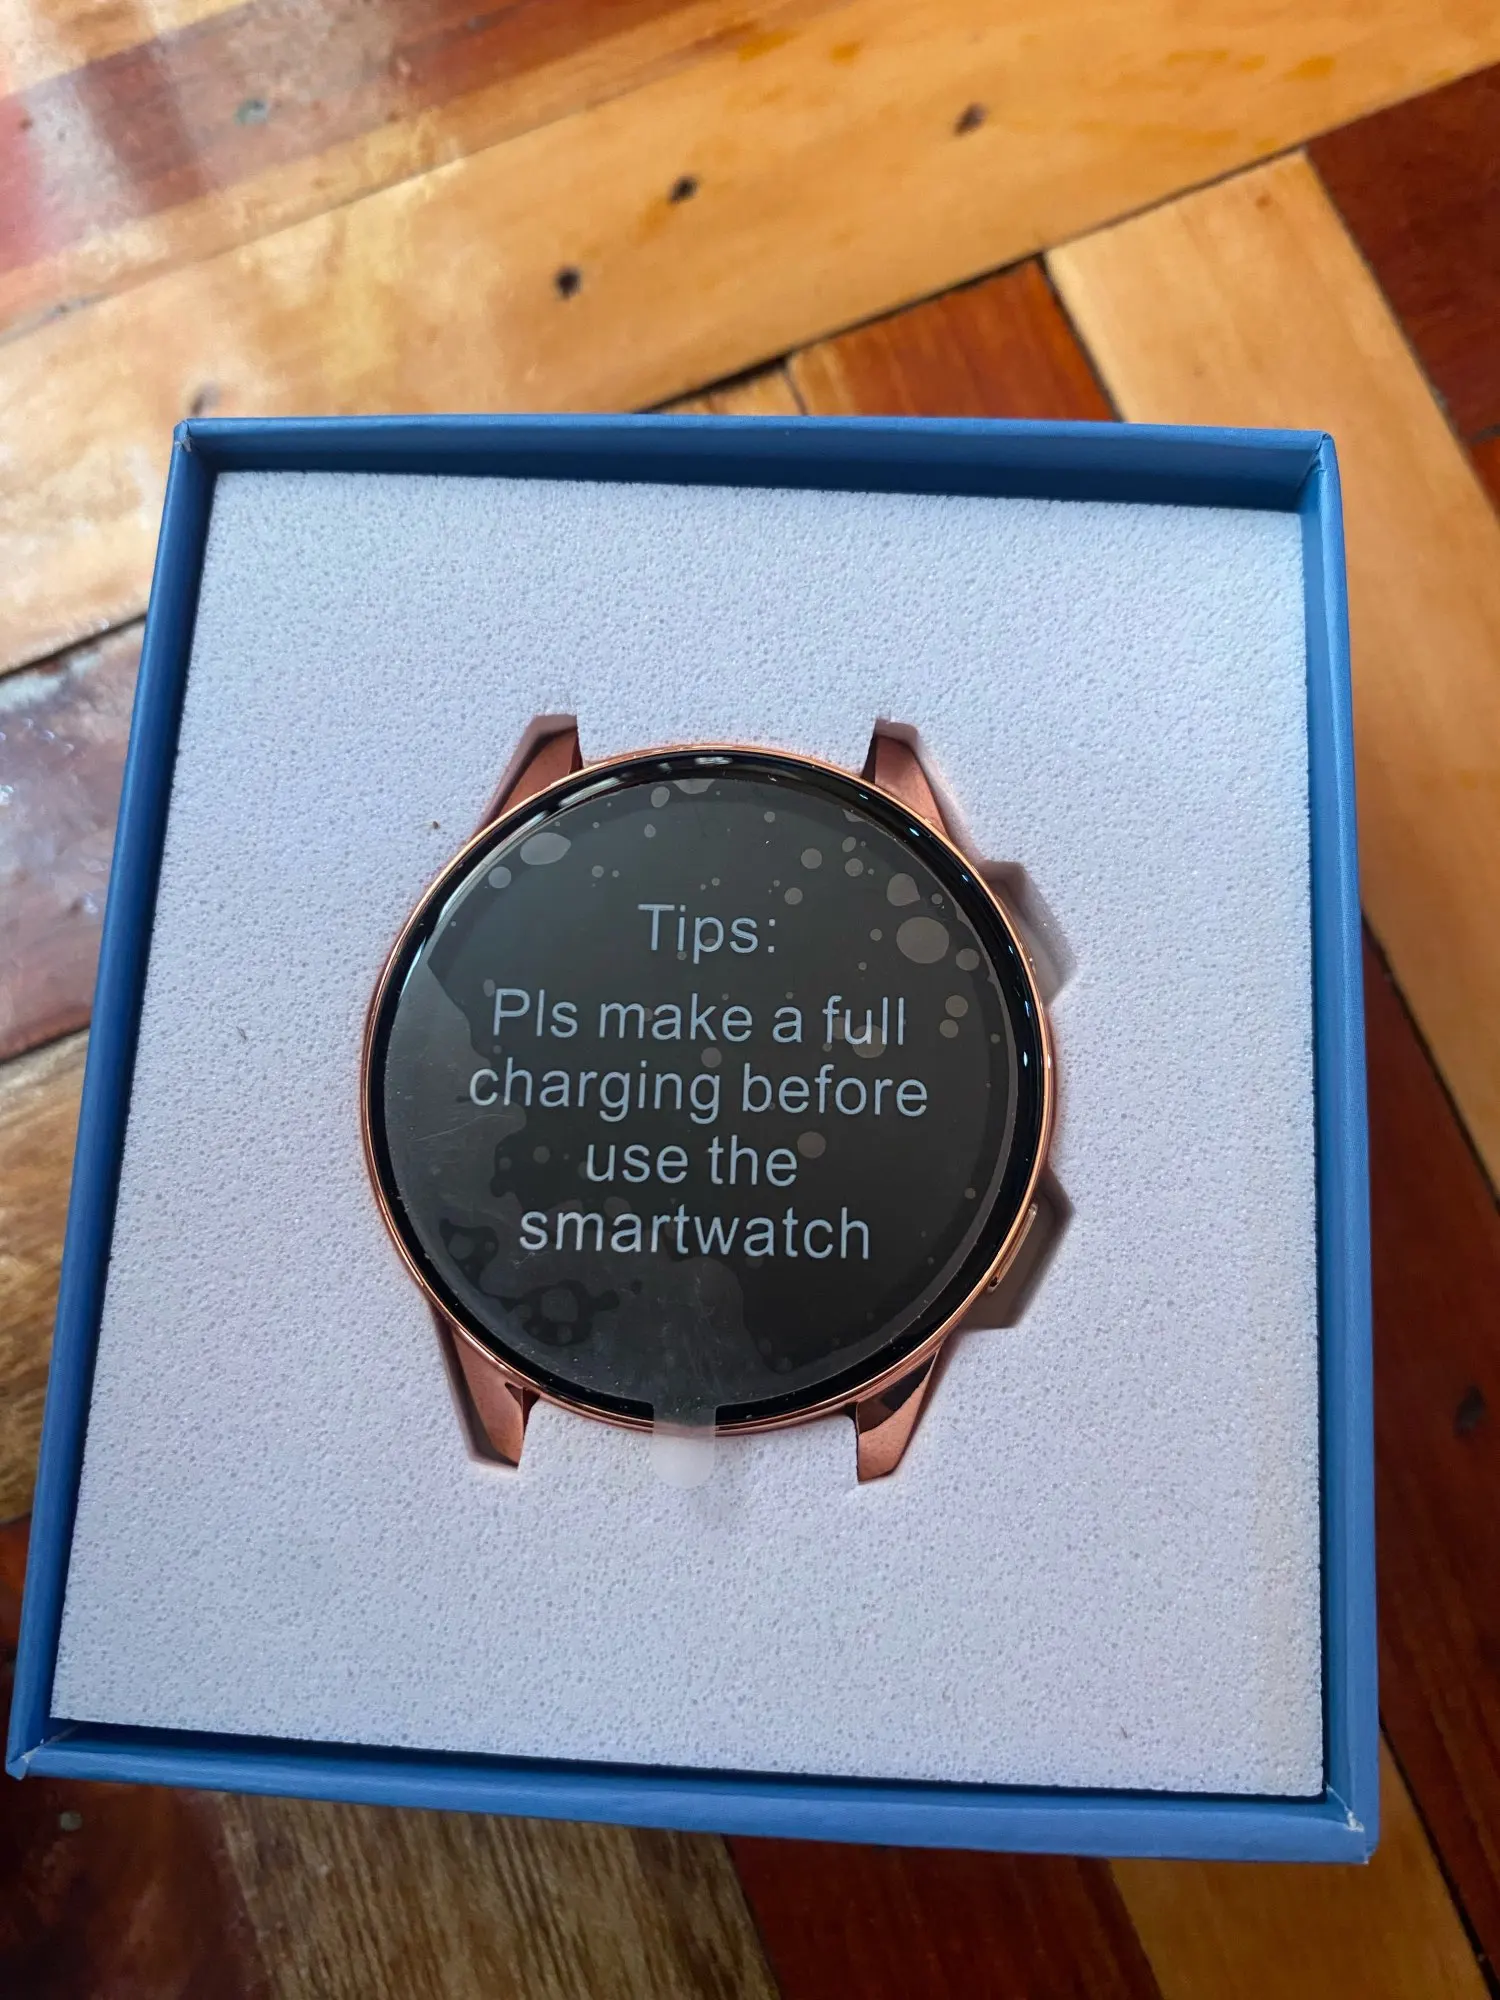 Tips:
Pls make a full
charging before
use the
smartwatch